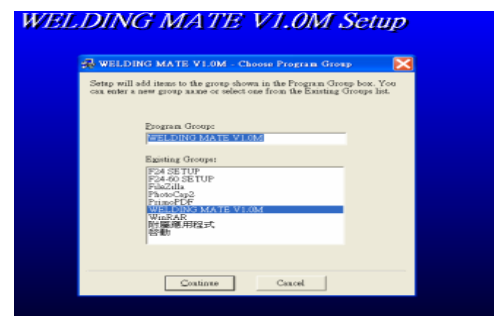 WELDING MATE V1.0M Setup
WELDING MATE V1.0M - Choose Program Group
Setup will add items to the group shown in the Program Group box. You
can enter a new group name or select one from the Existing Groups list.
Program Group:
WELDING MATE V1.0M
Existing Groups:
F24 SETUP
F24-60 SETUP
FileZilla
PhotoCap2
PrimoPDF
WELDING MATE V1.0M
WinRAR
附屬應用程式
啓動
Continue
Cancel